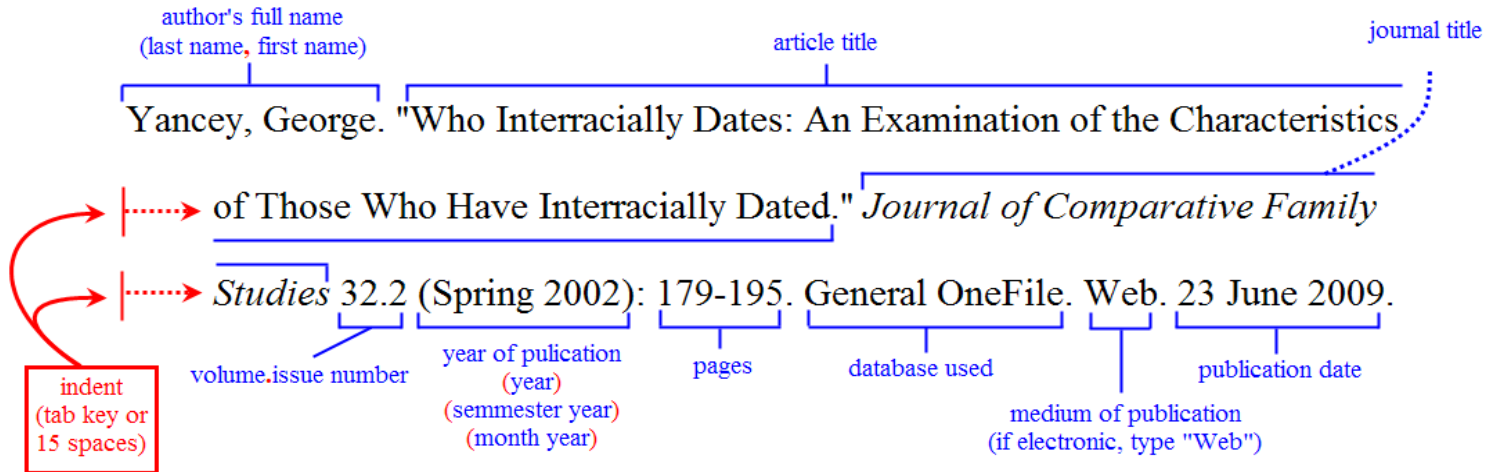 author's full name
(last name, first name)
article title
journal title
Yancey, George. "Who Interracially Dates: An Examination of the Characteristics
of Those Who Have Interracially Dated." Journal of Comparative Family
Studies 32.2 (Spring 2002): 179-195. General OneFile. Web. 23 June 2009.
volume.issue number
year of pulication
(year)
(semmester year)
(month year)
pages
database used
medium of publication
(if electronic, type "Web")
publication date
indent
(tab key or
15 spaces)